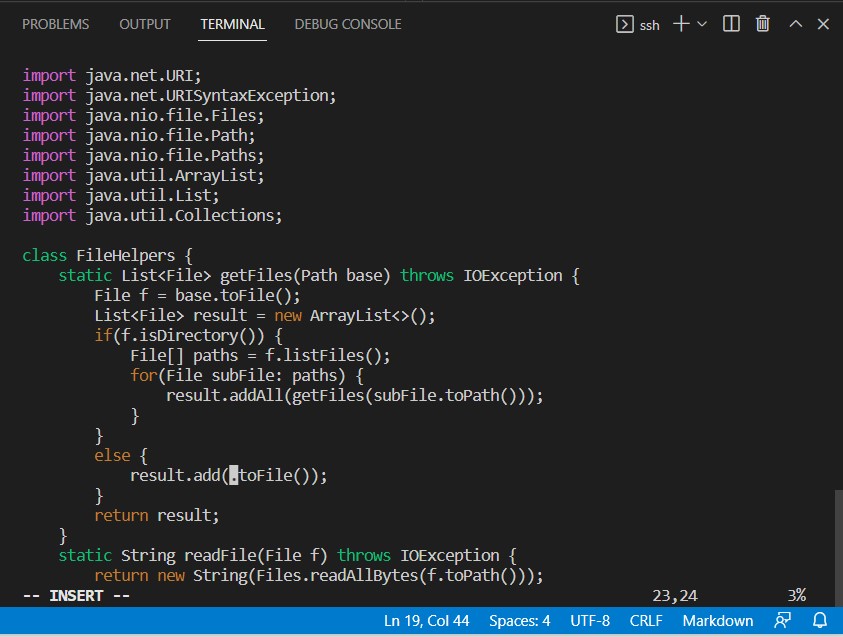 PROBLEMS OUTPUT TERMINAL DEBUG CONSOLE ssh
import java.net.URI;
import java.net.URISyntaxException;
import java.nio.file.Files;
import java.nio.file.Path;
import java.nio.file.Paths;
import java.util.ArrayList;
import java.util.List;
import java.util.Collections;

class FileHelpers {
    static List<File> getFiles(Path base) throws IOException {
        File f = base.toFile();
        List<File> result = new ArrayList<>();
        if(f.isDirectory()) {
            File[] paths = f.listFiles();
            for(File subFile: paths) {
                result.addAll(getFiles(subFile.toPath()));
            }
        }
        else {
            result.add(.toFile());
        }
        return result;
    }
    static String readFile(File f) throws IOException {
        return new String(Files.readAllBytes(f.toPath()));
-- INSERT -- 23,24 3%
Ln 19, Col 44 Spaces: 4 UTF-8 CRLF Markdown